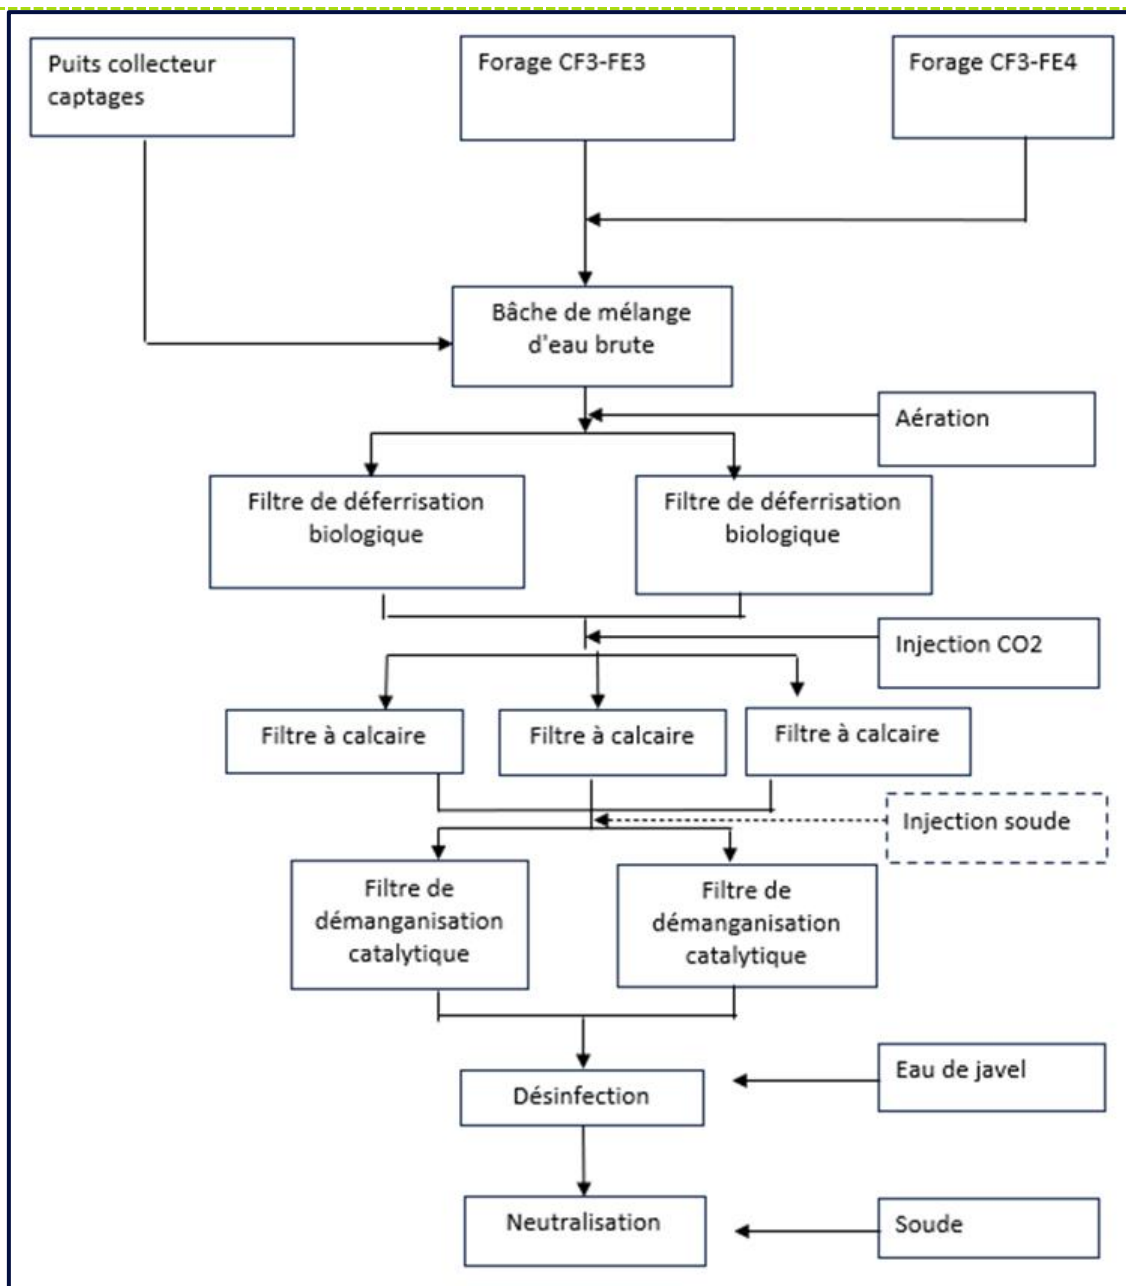 Puits collecteur
captages
Forage CF3-FE3
Forage CF3-FE4
Bâche de mélange
d'eau brute
Aération
Filtre de déferrisation
biologique
Filtre de déferrisation
biologique
Injection CO2
Filtre à calcaire
Filtre à calcaire
Filtre à calcaire
Injection soude
Filtre de
démanganisation
catalytique
Filtre de
démanganisation
catalytique
Eau de javel
Désinfection
Neutralisation
Soude